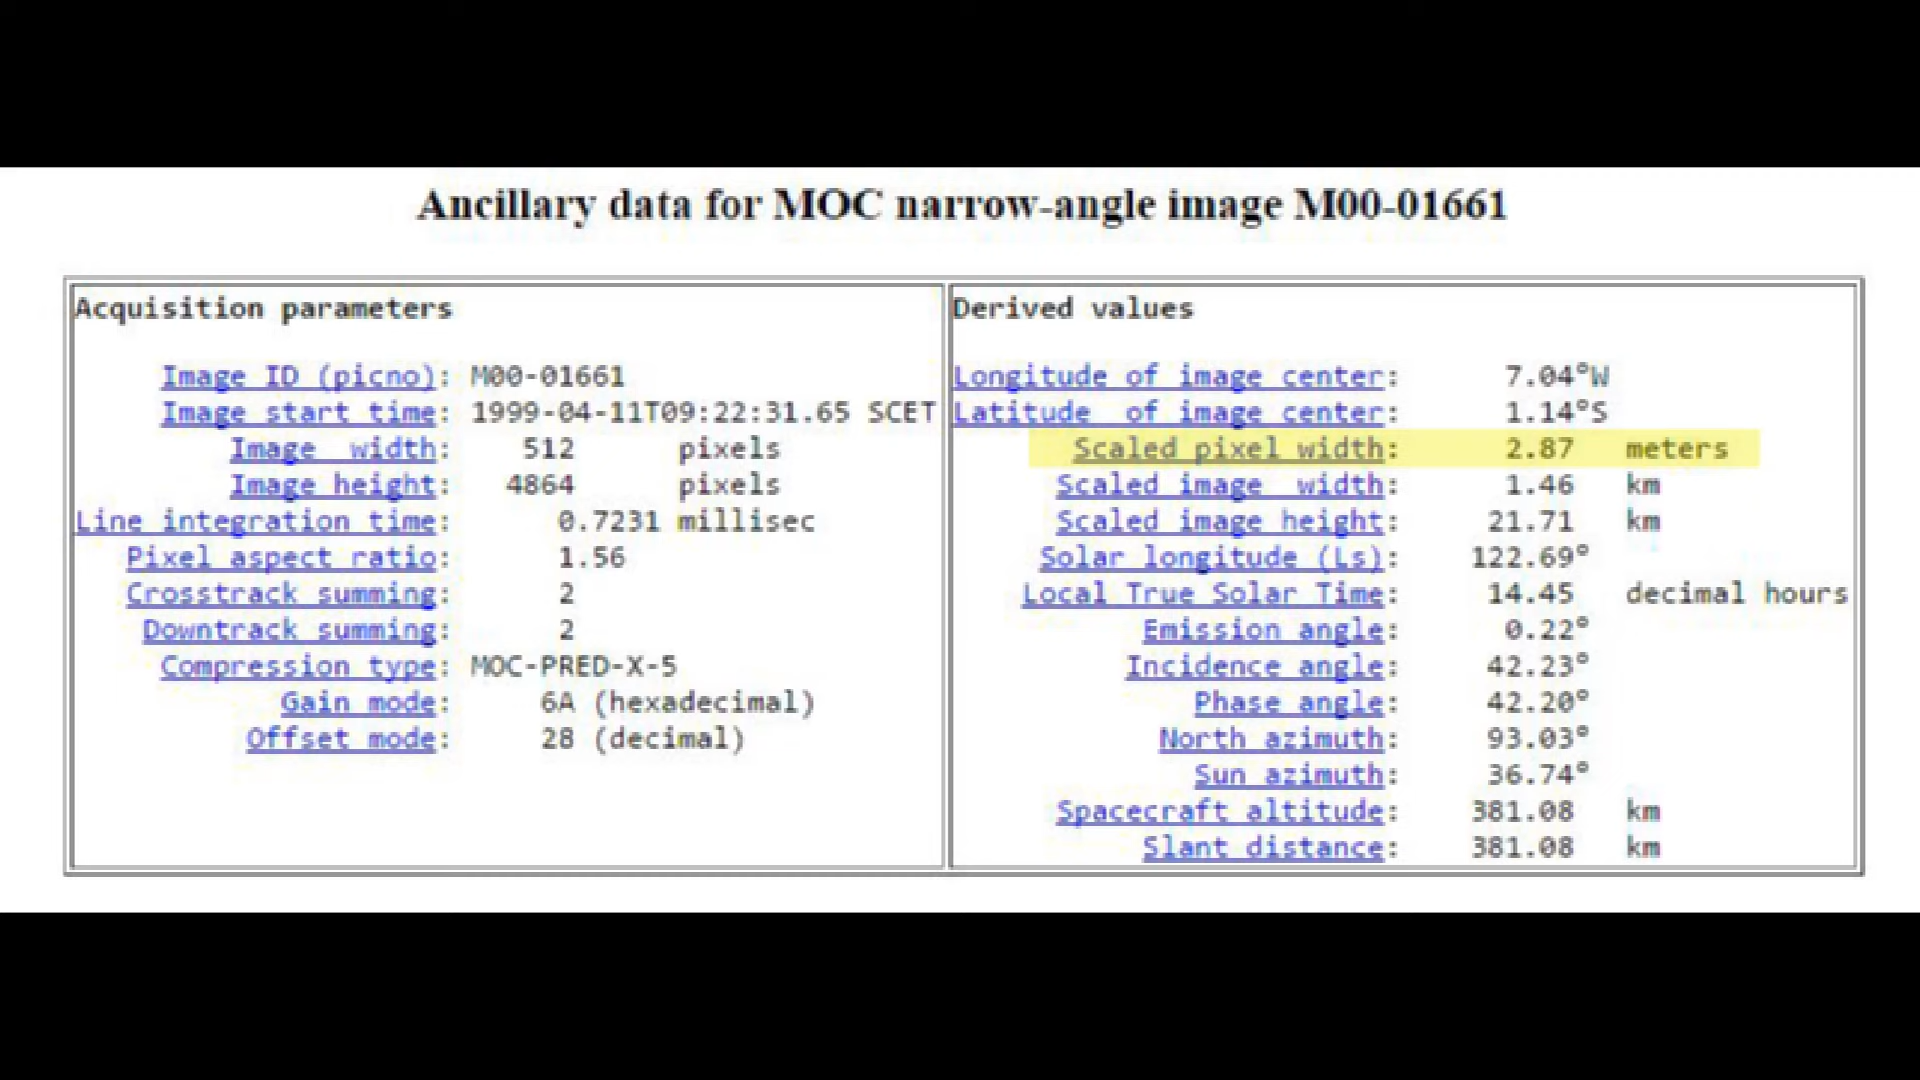 Ancillary data for MOC narrow-angle image M00-01661
Acquisition parameters
Image ID (picno): M00-01661
Image start time: 1999-04-11T09:22:31.65 SCET
Image width: 512 pixels
Image height: 4864 pixels
Line integration time: 0.7231 millisec
Pixel aspect ratio: 1.56
Crosstrack summing: 2
Downtrack summing: 2
Compression type: MOC-PRED-X-5
Gain mode: 6A (hexadecimal)
Offset mode: 28 (decimal)
Derived values
Longitude of image center: 7.04°W
Latitude of image center: 1.14°S
Scaled pixel width: 2.87 meters
Scaled image width: 1.46 km
Scaled image height: 21.71 km
Solar longitude (Ls): 122.69°
Local True Solar Time: 14.45 decimal hours
Emission angle: 0.22°
Incidence angle: 42.23°
Phase angle: 42.20°
North azimuth: 93.03°
Sun azimuth: 36.74°
Spacecraft altitude: 381.08 km
Slant distance: 381.08 km